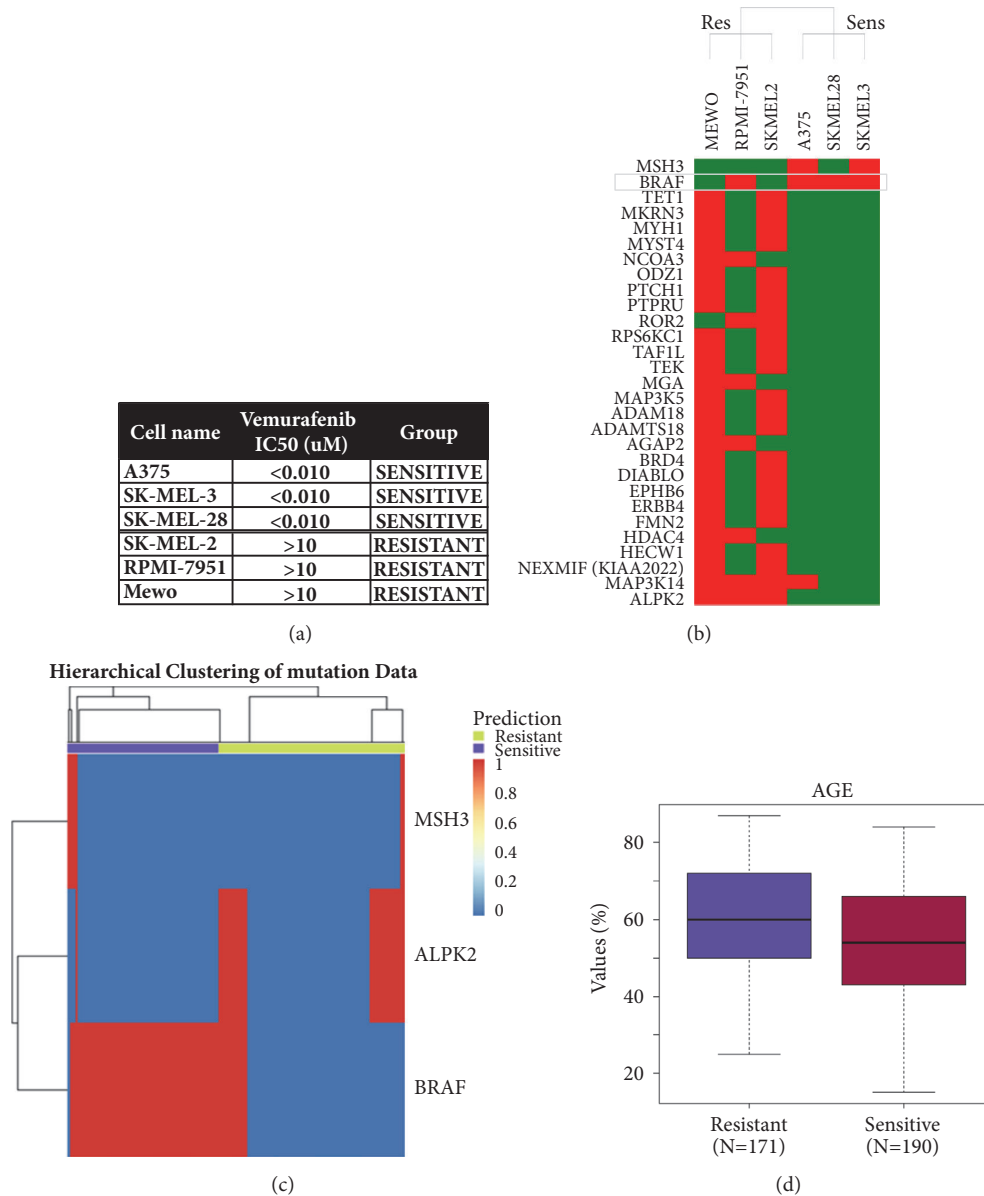 Res Sens
MEWO
RPMI-7951
SKMEL2
A375
SKMEL28
SKMEL3
MSH3
BRAF
TET1
MKRN3
MYH1
MYST4
NCOA3
ODZ1
PTCH1
PTPRU
ROR2
RPS6KC1
TAF1L
TEK
MGA
MAP3K5
ADAM18
ADAMTS18
AGAP2
BRD4
DIABLO
EPHB6
ERBB4
FMN2
HDAC4
HECW1
NEXMIF (KIAA2022)
MAP3K14
ALPK2
Cell name Vemurafenib IC50 (uM) Group
A375 <0.010 SENSITIVE
SK-MEL-3 <0.010 SENSITIVE
SK-MEL-28 <0.010 SENSITIVE
SK-MEL-2 >10 RESISTANT
RPMI-7951 >10 RESISTANT
Mewo >10 RESISTANT
(a)
(b)
Hierarchical Clustering of mutation Data
Prediction
Resistant
Sensitive
1
0.8
0.6
0.4
0.2
0
MSH3
ALPK2
BRAF
(c)
AGE
Values (%)
80
60
40
20
Resistant
(N=171)
Sensitive
(N=190)
(d)